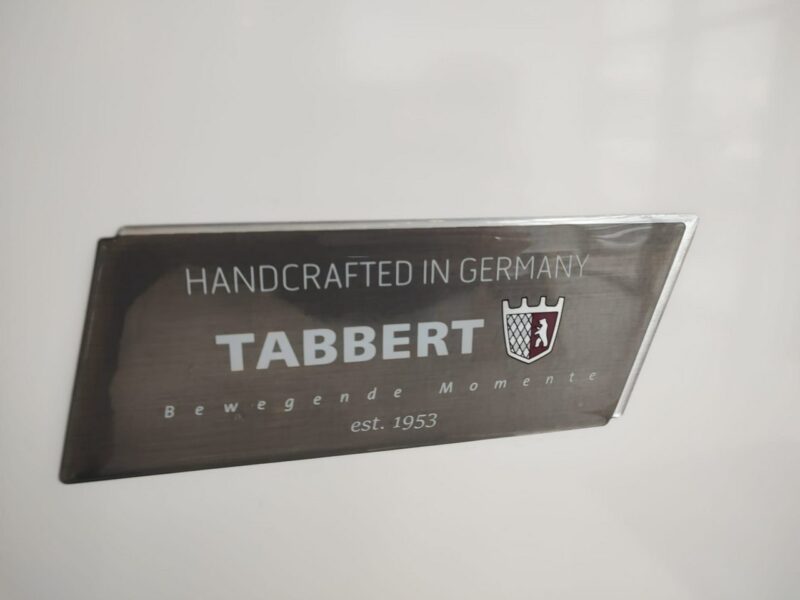 HANDCRAFTED IN GERMANY
TABBERT
Bewegende Momente
est. 1953